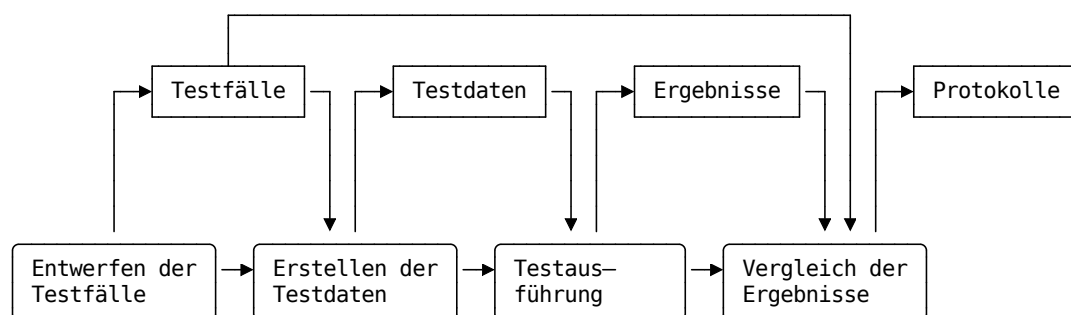 Testfälle
Testdaten
Ergebnisse
Protokolle
Entwerfen der
Testfälle
Erstellen der
Testdaten
Testaus–
führung
Vergleich der
Ergebnisse